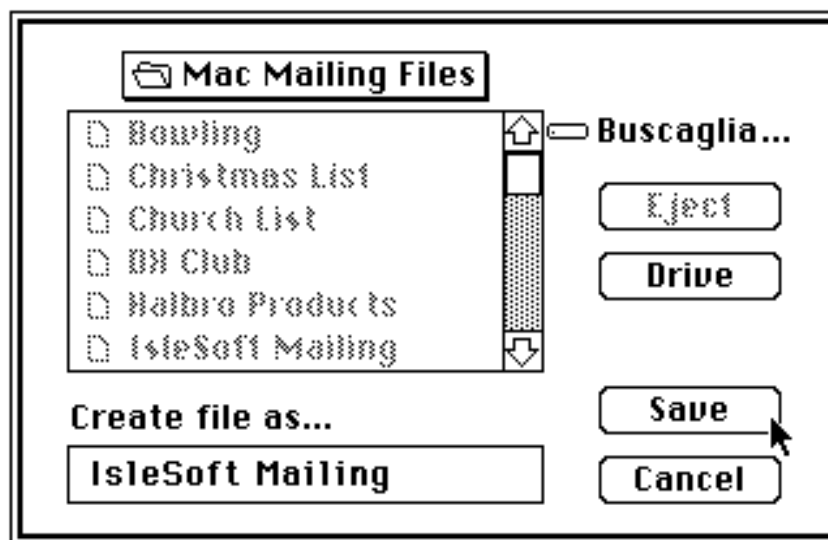 Mac Mailing Files
Bowling
Christmas List
Church List
DX Club
Halbro Products
IsleSoft Mailing
Buscaglia...
Eject
Drive
Create file as...
IsleSoft Mailing
Save
Cancel